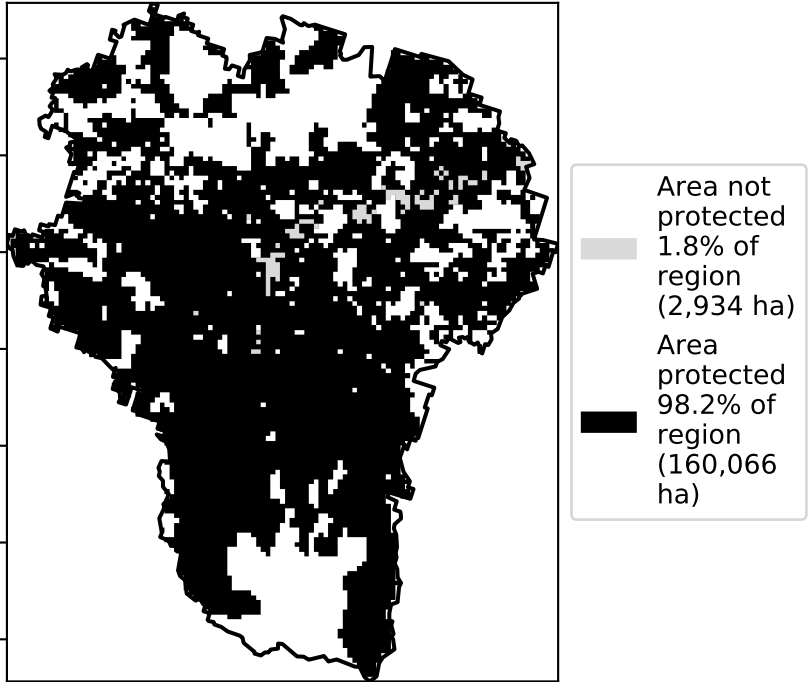 Area not
protected
1.8% of
region
(2,934 ha)
Area
protected
98.2% of
region
(160,066
ha)